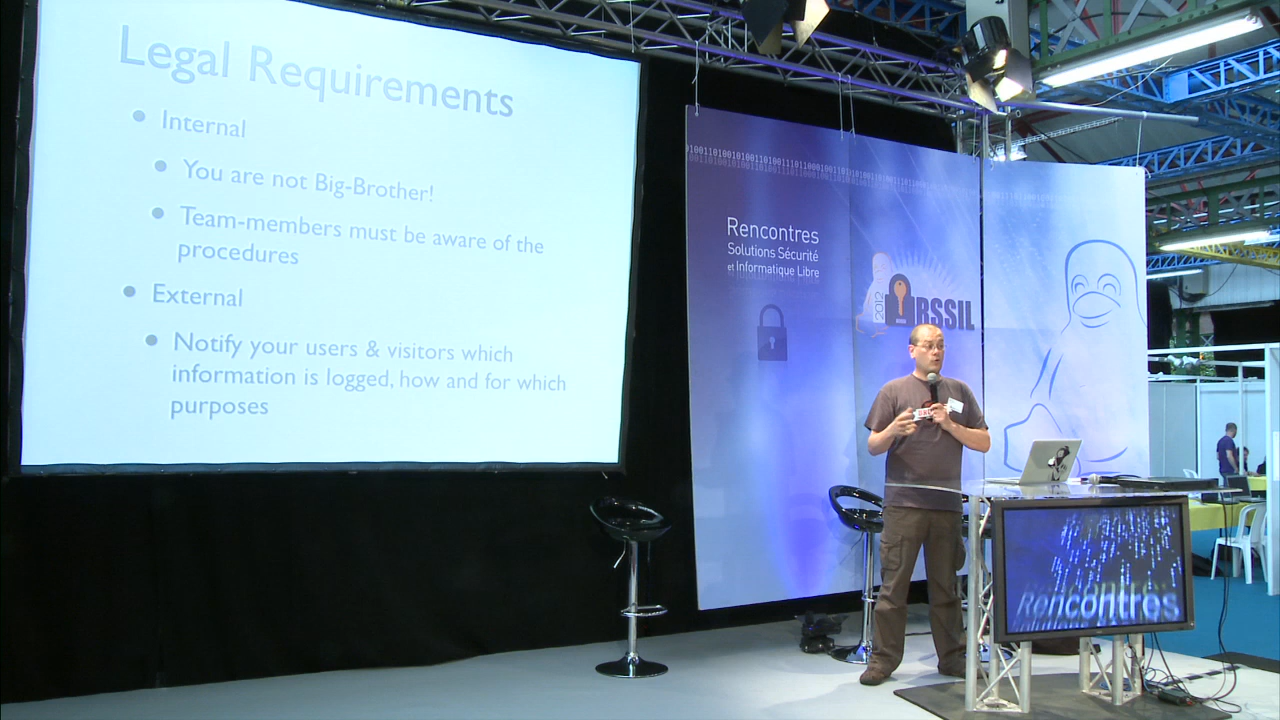 Legal Requirements
Internal
You are not Big-Brother!
Team-members must be aware of the
procedures
External
Notify your users & visitors which
information is logged, how and for which
purposes
Rencontres
Solutions Sécurité
et Informatique Libre
2012
RSSIL
Rencontres